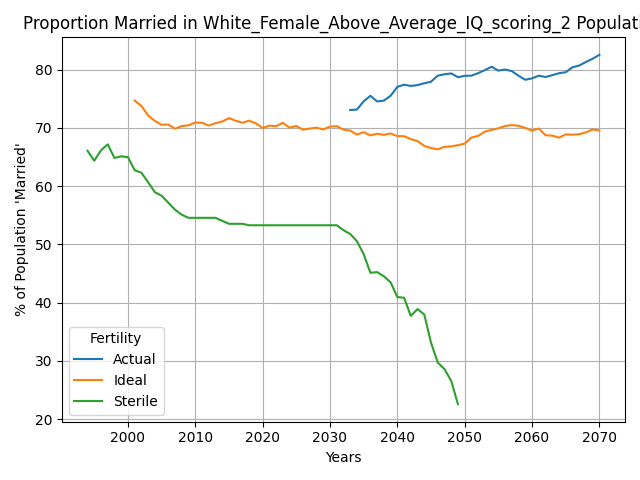 Proportion Married in White_Female_Above_Average_IQ_scoring_2 Populati
80
70
60
50
40
30
20
% of Population 'Married'
Fertility
Actual
Ideal
Sterile
2000 2010 2020 2030 2040 2050 2060 2070
Years